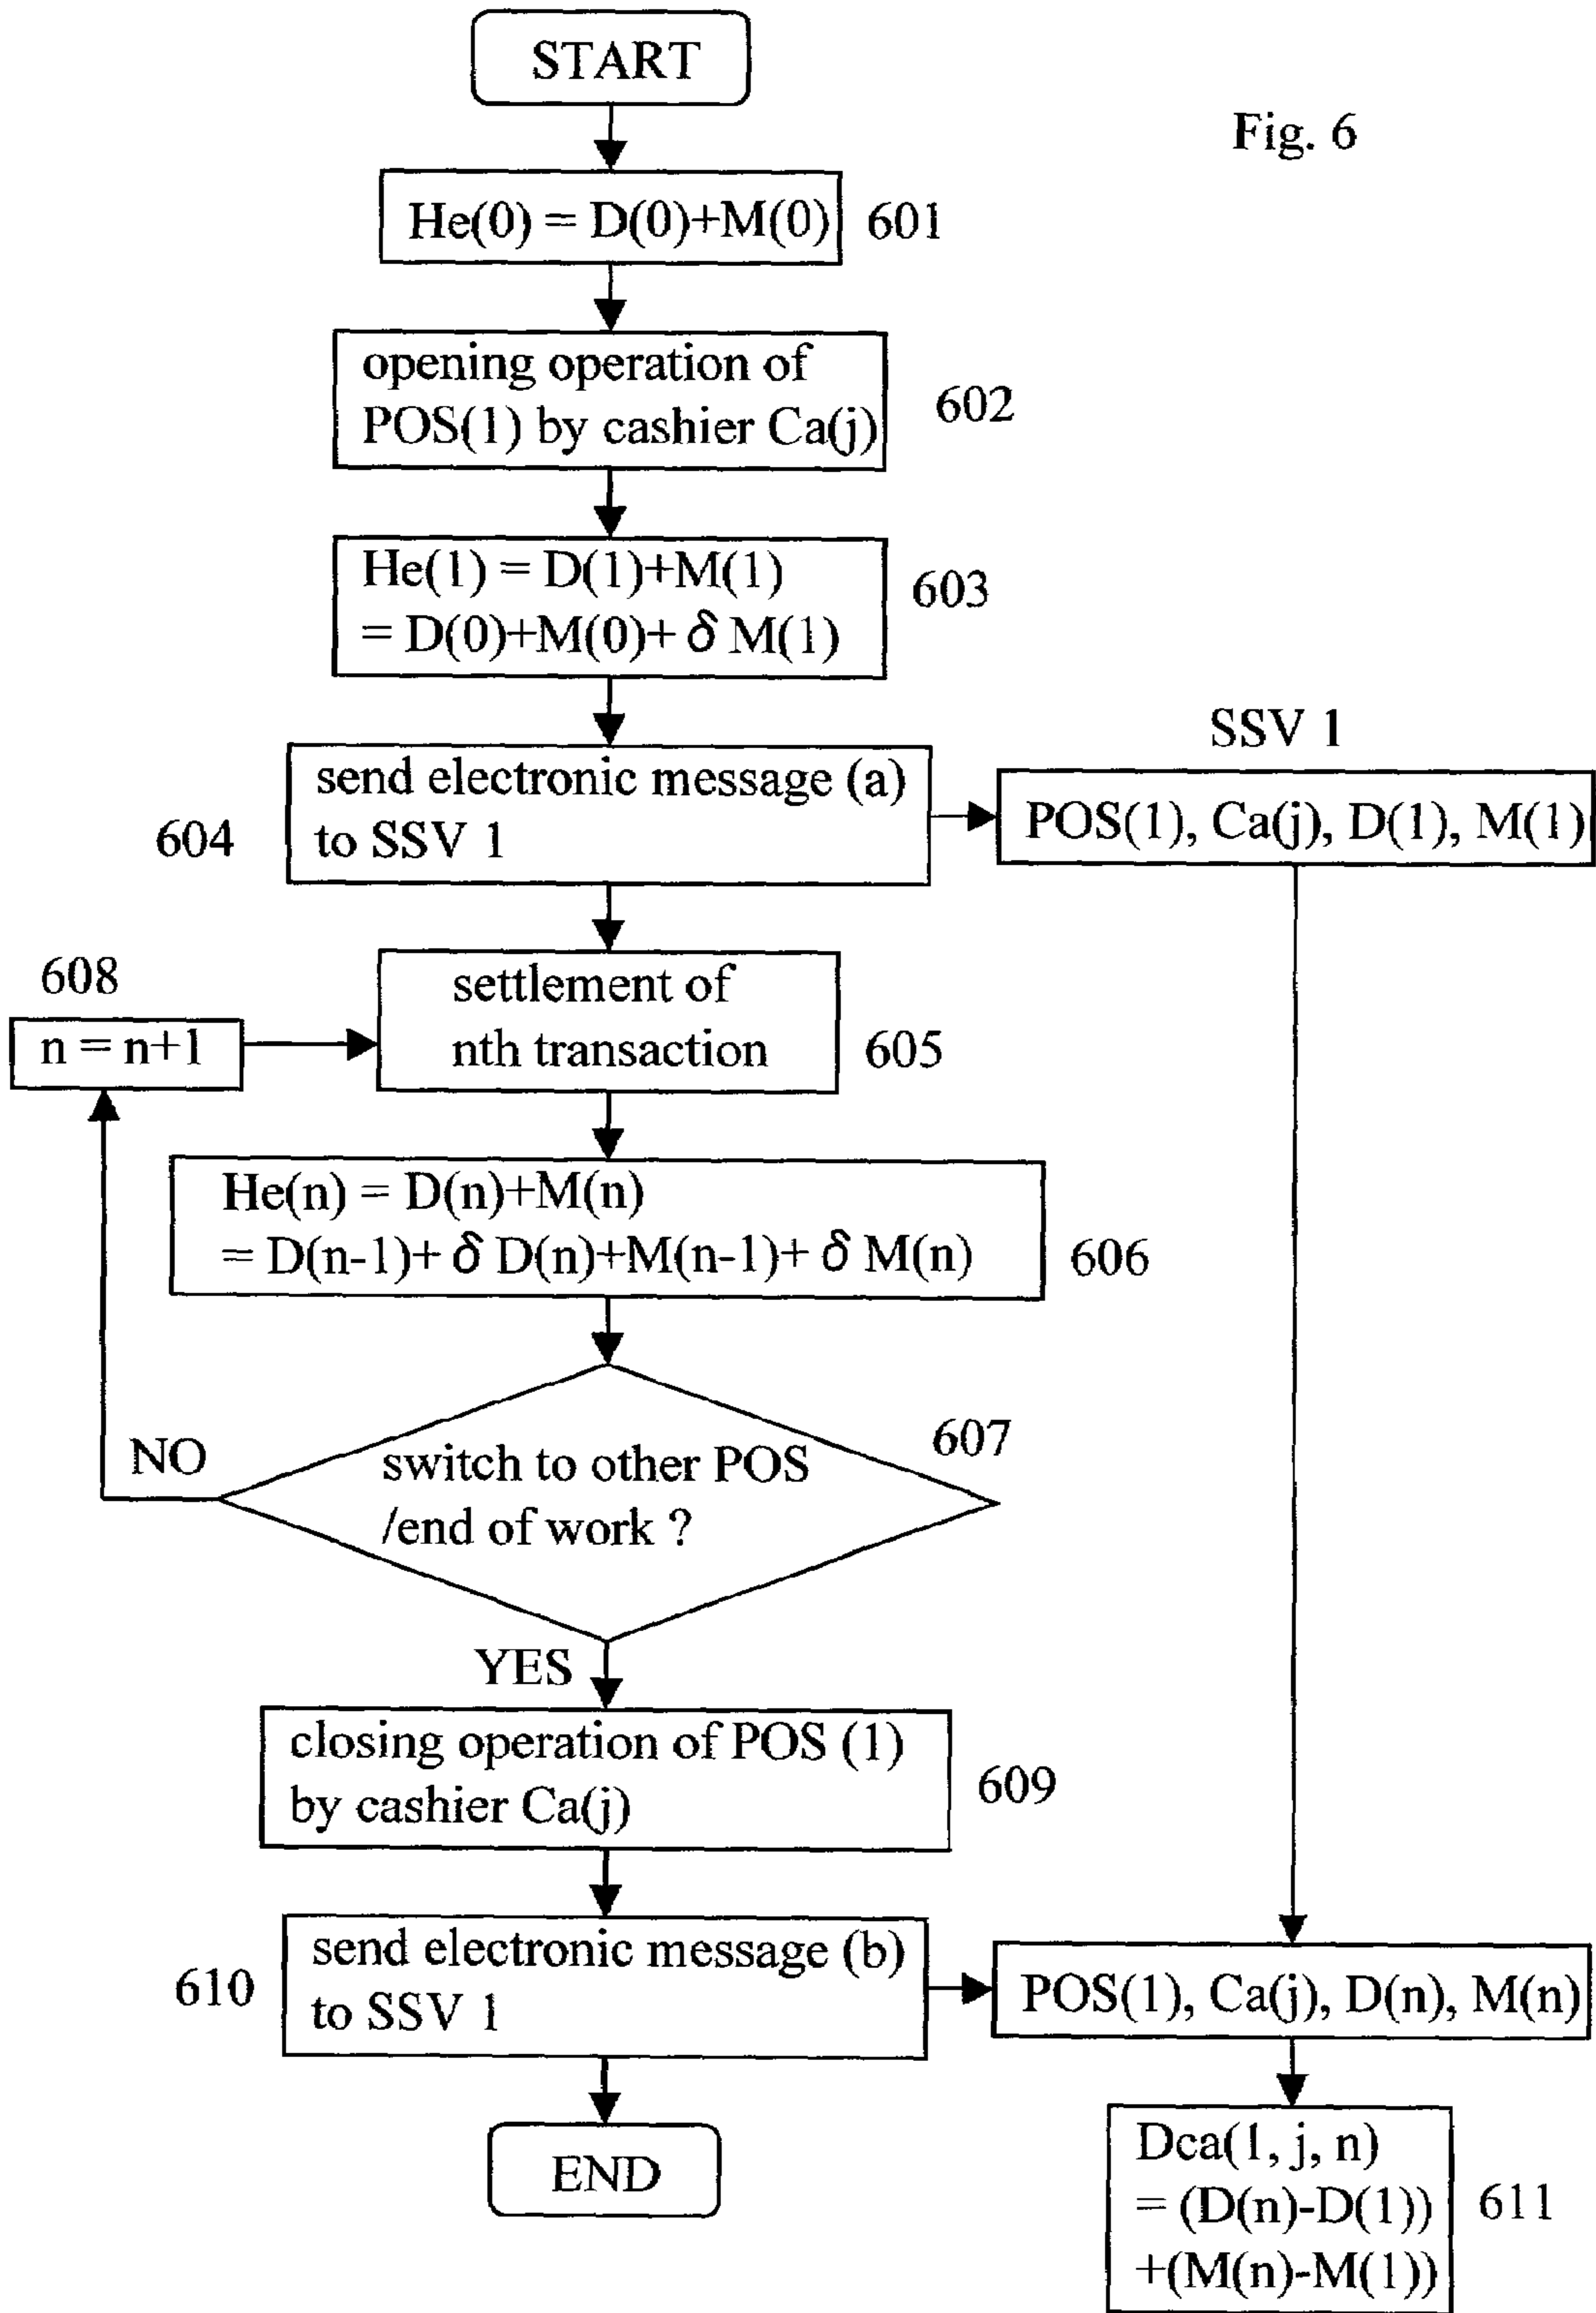 START
Fig. 6
He(0) = D(0)+M(0)
601
opening operation of
POS(1) by cashier Ca(j)
602
He(1) = D(1)+M(1)
= D(0)+M(0)+ δ M(1)
603
send electronic message (a)
to SSV 1
604
SSV 1
POS(1), Ca(j), D(1), M(1)
608
n = n+1
settlement of
nth transaction
605
He(n) = D(n)+M(n)
= D(n-1)+ δ D(n)+M(n-1)+ δ M(n)
606
switch to other POS
/end of work ?
607
NO
YES
closing operation of POS (1)
by cashier Ca(j)
609
send electronic message (b)
to SSV 1
610
POS(1), Ca(j), D(n), M(n)
END
Dca(1, j, n)
= (D(n)-D(1))
+(M(n)-M(1))
611